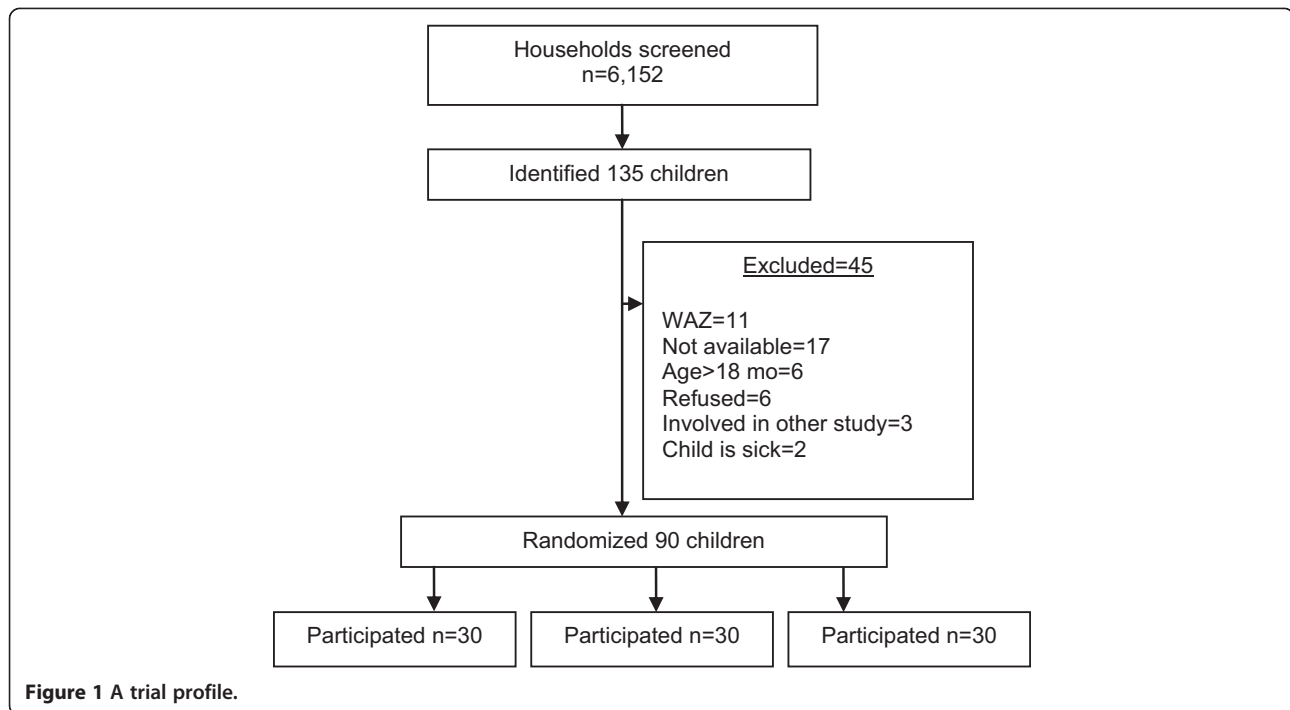 Households screened
n=6,152
Identified 135 children
Excluded=45
WAZ=11
Not available=17
Age>18 mo=6
Refused=6
Involved in other study=3
Child is sick=2
Randomized 90 children
Participated n=30
Participated n=30
Participated n=30
Figure 1 A trial profile.